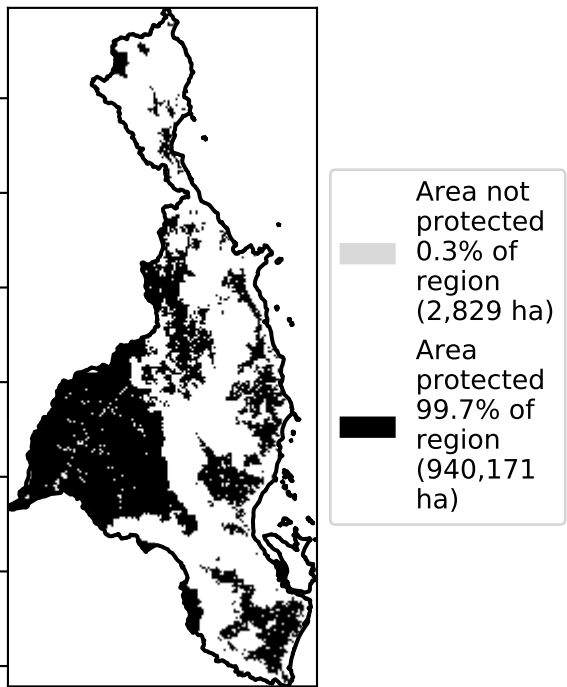 Area not
protected
0.3% of
region
(2,829 ha)
Area
protected
99.7% of
region
(940,171
ha)